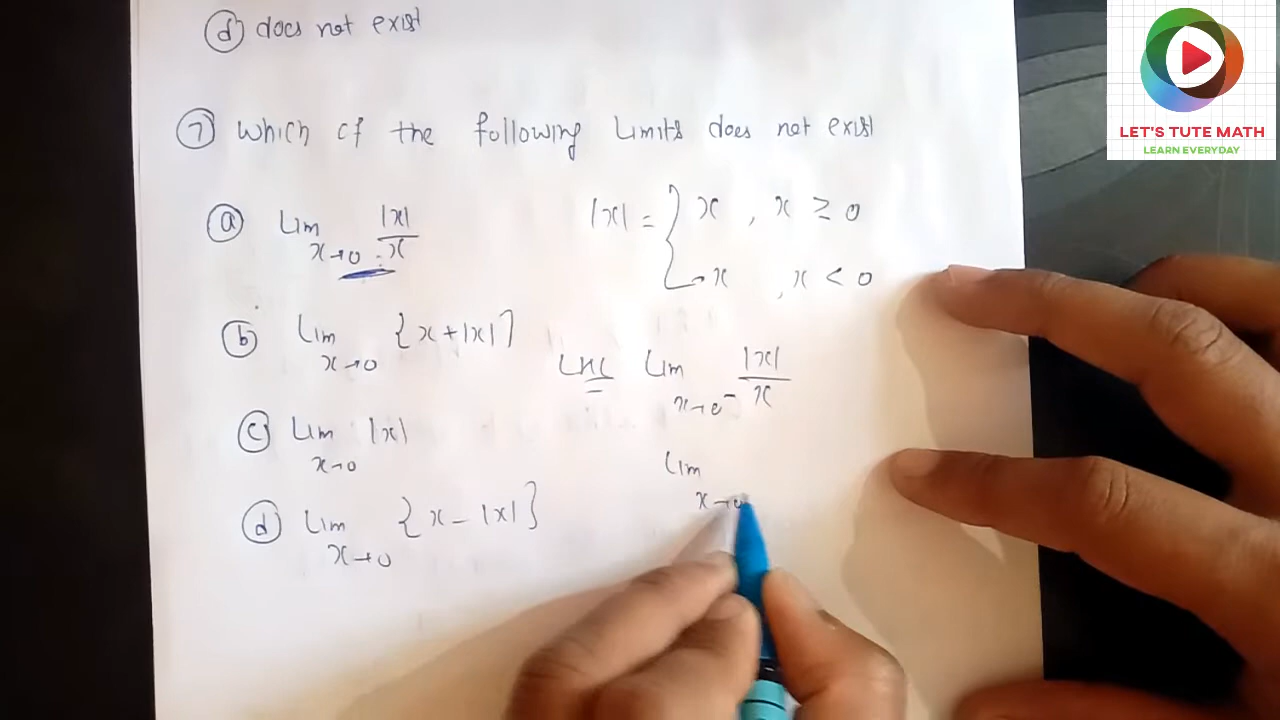 ⓓ does not exist
LET'S TUTE MATH
LEARN EVERYDAY
⑦ Which of the following Limits does not exist
ⓐ Lim x→0 |x|/x
|x| = { x , x ≥ 0
-x , x < 0
ⓑ Lim x→0 {x+|x|}
LHL Lim x→0⁻ |x|/x
ⓒ Lim x→0 |x|
Lim x→0
ⓓ Lim x→0 {x-|x|}